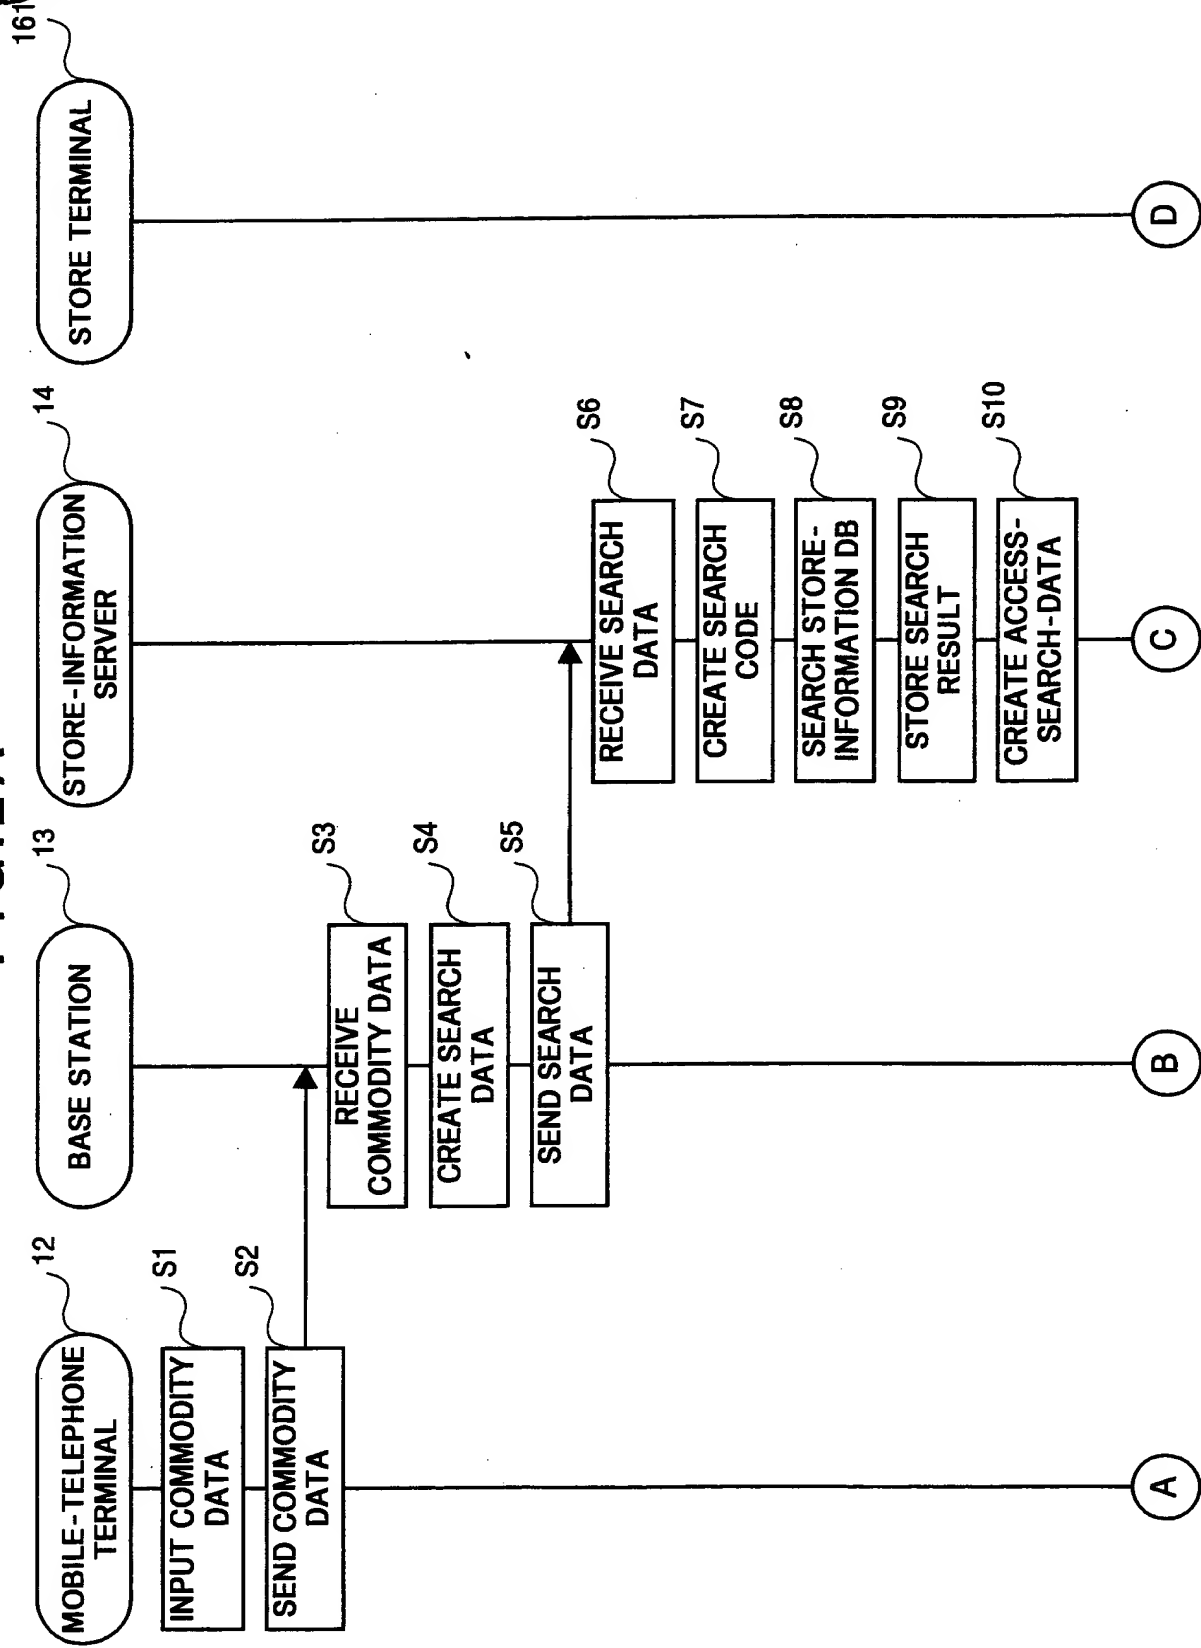 12
MOBILE-TELEPHONE
TERMINAL
S1
INPUT COMMODITY
DATA
S2
SEND COMMODITY
DATA
A
13
BASE STATION
S3
RECEIVE
COMMODITY DATA
S4
CREATE SEARCH
DATA
S5
SEND SEARCH
DATA
B
14
STORE-INFORMATION
SERVER
S6
RECEIVE SEARCH
DATA
S7
CREATE SEARCH
CODE
S8
SEARCH STORE-
INFORMATION DB
S9
STORE SEARCH
RESULT
S10
CREATE ACCESS-
SEARCH-DATA
C
161
STORE TERMINAL
D